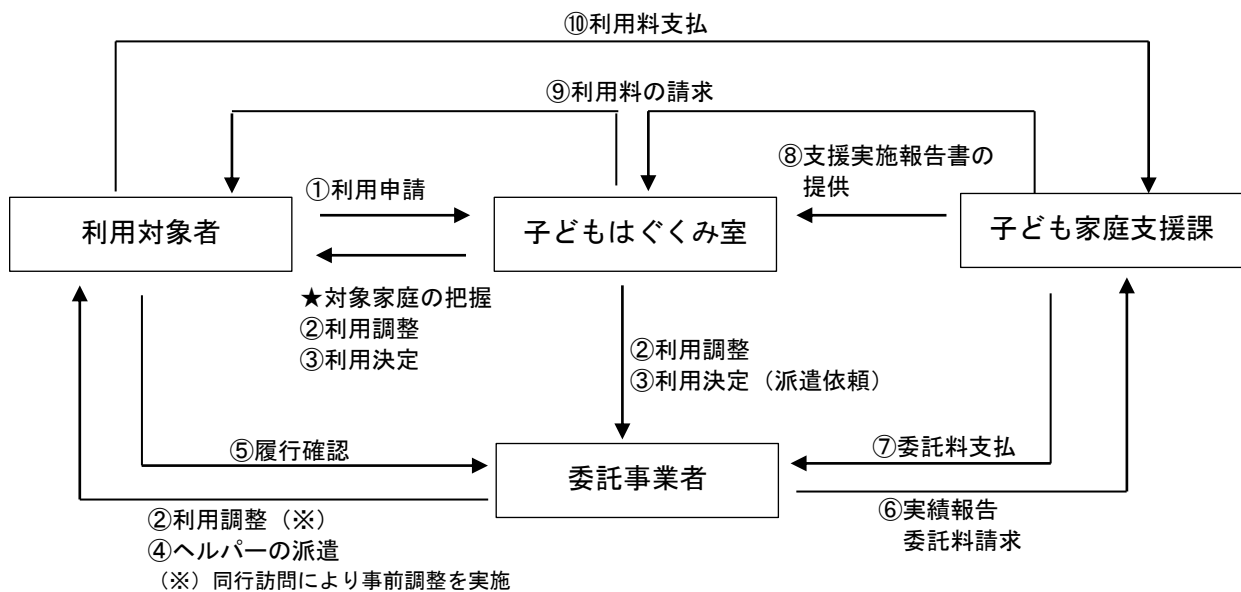 ⑩利用料支払
⑨利用料の請求
⑧支援実施報告書の
提供
①利用申請
利用対象者
子どもはぐくみ室
子ども家庭支援課
★対象家庭の把握
②利用調整
③利用決定
②利用調整
③利用決定（派遣依頼）
⑤履行確認
委託事業者
⑦委託料支払
②利用調整（※）
④ヘルパーの派遣
（※）同行訪問により事前調整を実施
⑥実績報告
委託料請求